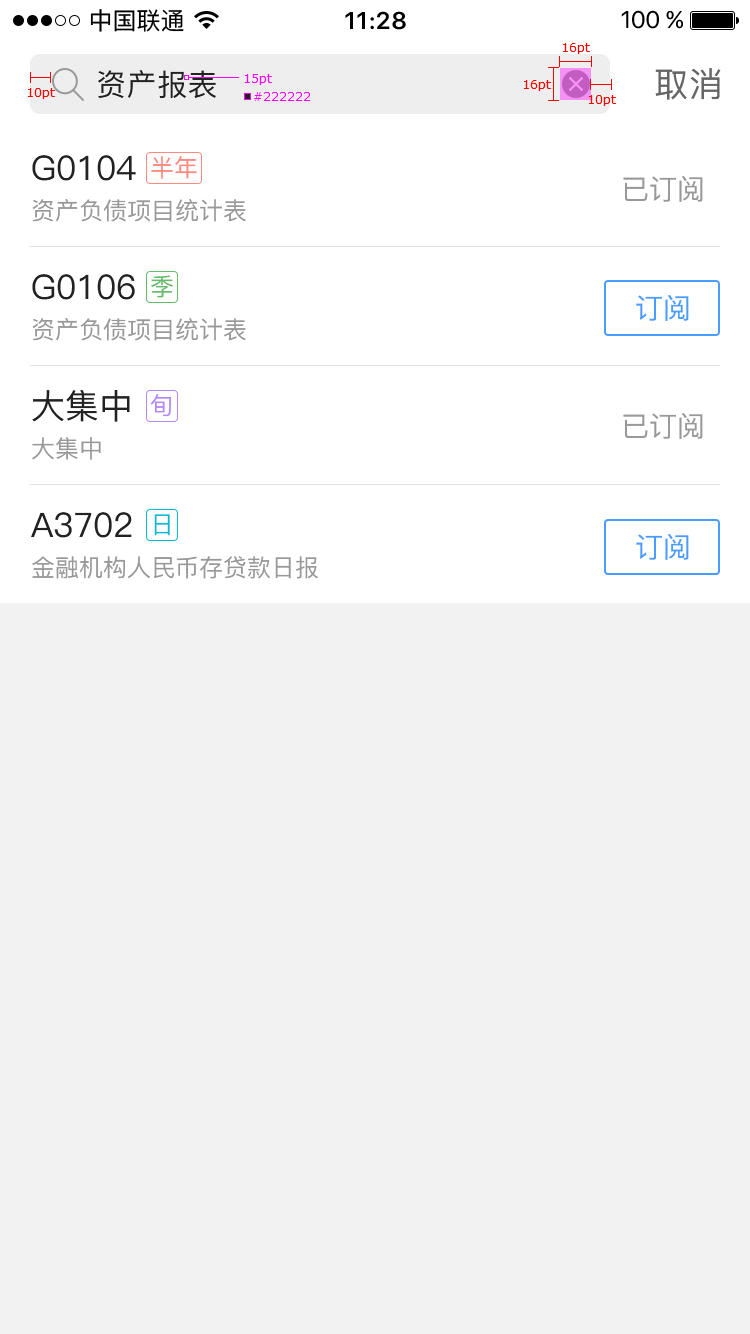 中国联通 11:28 100 %
16pt
10pt 资产报表 15pt #222222 16pt 10pt 取消
G0104 半年
资产负债项目统计表
已订阅
G0106 季
资产负债项目统计表
订阅
大集中 旬
大集中
已订阅
A3702 日
金融机构人民币存贷款日报
订阅